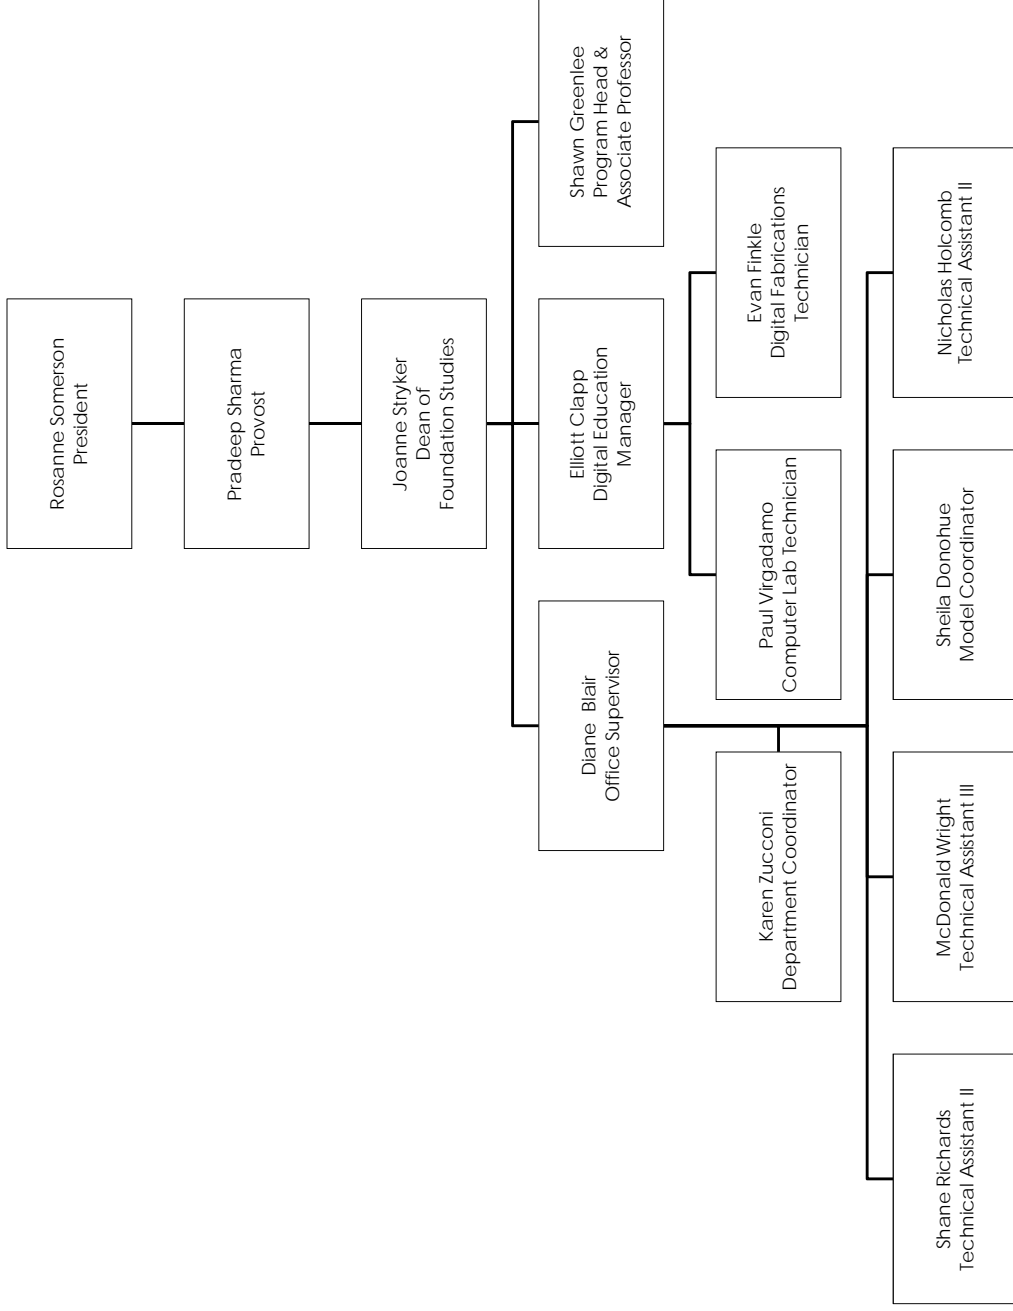 Rosanne Somerson
President
Pradeep Sharma
Provost
Joanne Stryker
Dean of
Foundation Studies
Diane Blair
Office Supervisor
Elliott Clapp
Digital Education
Manager
Shawn Greenlee
Program Head &
Associate Professor
Karen Zucconi
Department Coordinator
Paul Virgadamo
Computer Lab Technician
Evan Finkle
Digital Fabrications
Technician
Shane Richards
Technical Assistant II
McDonald Wright
Technical Assistant III
Sheila Donohue
Model Coordinator
Nicholas Holcomb
Technical Assistant II